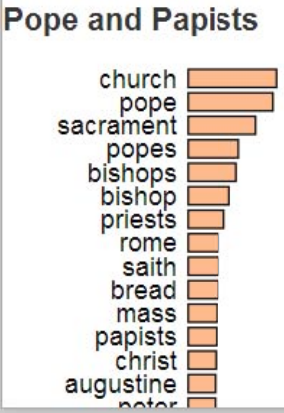 Pope and Papists
church
pope
sacrament
popes
bishops
bishop
priests
rome
saith
bread
mass
papists
christ
augustine